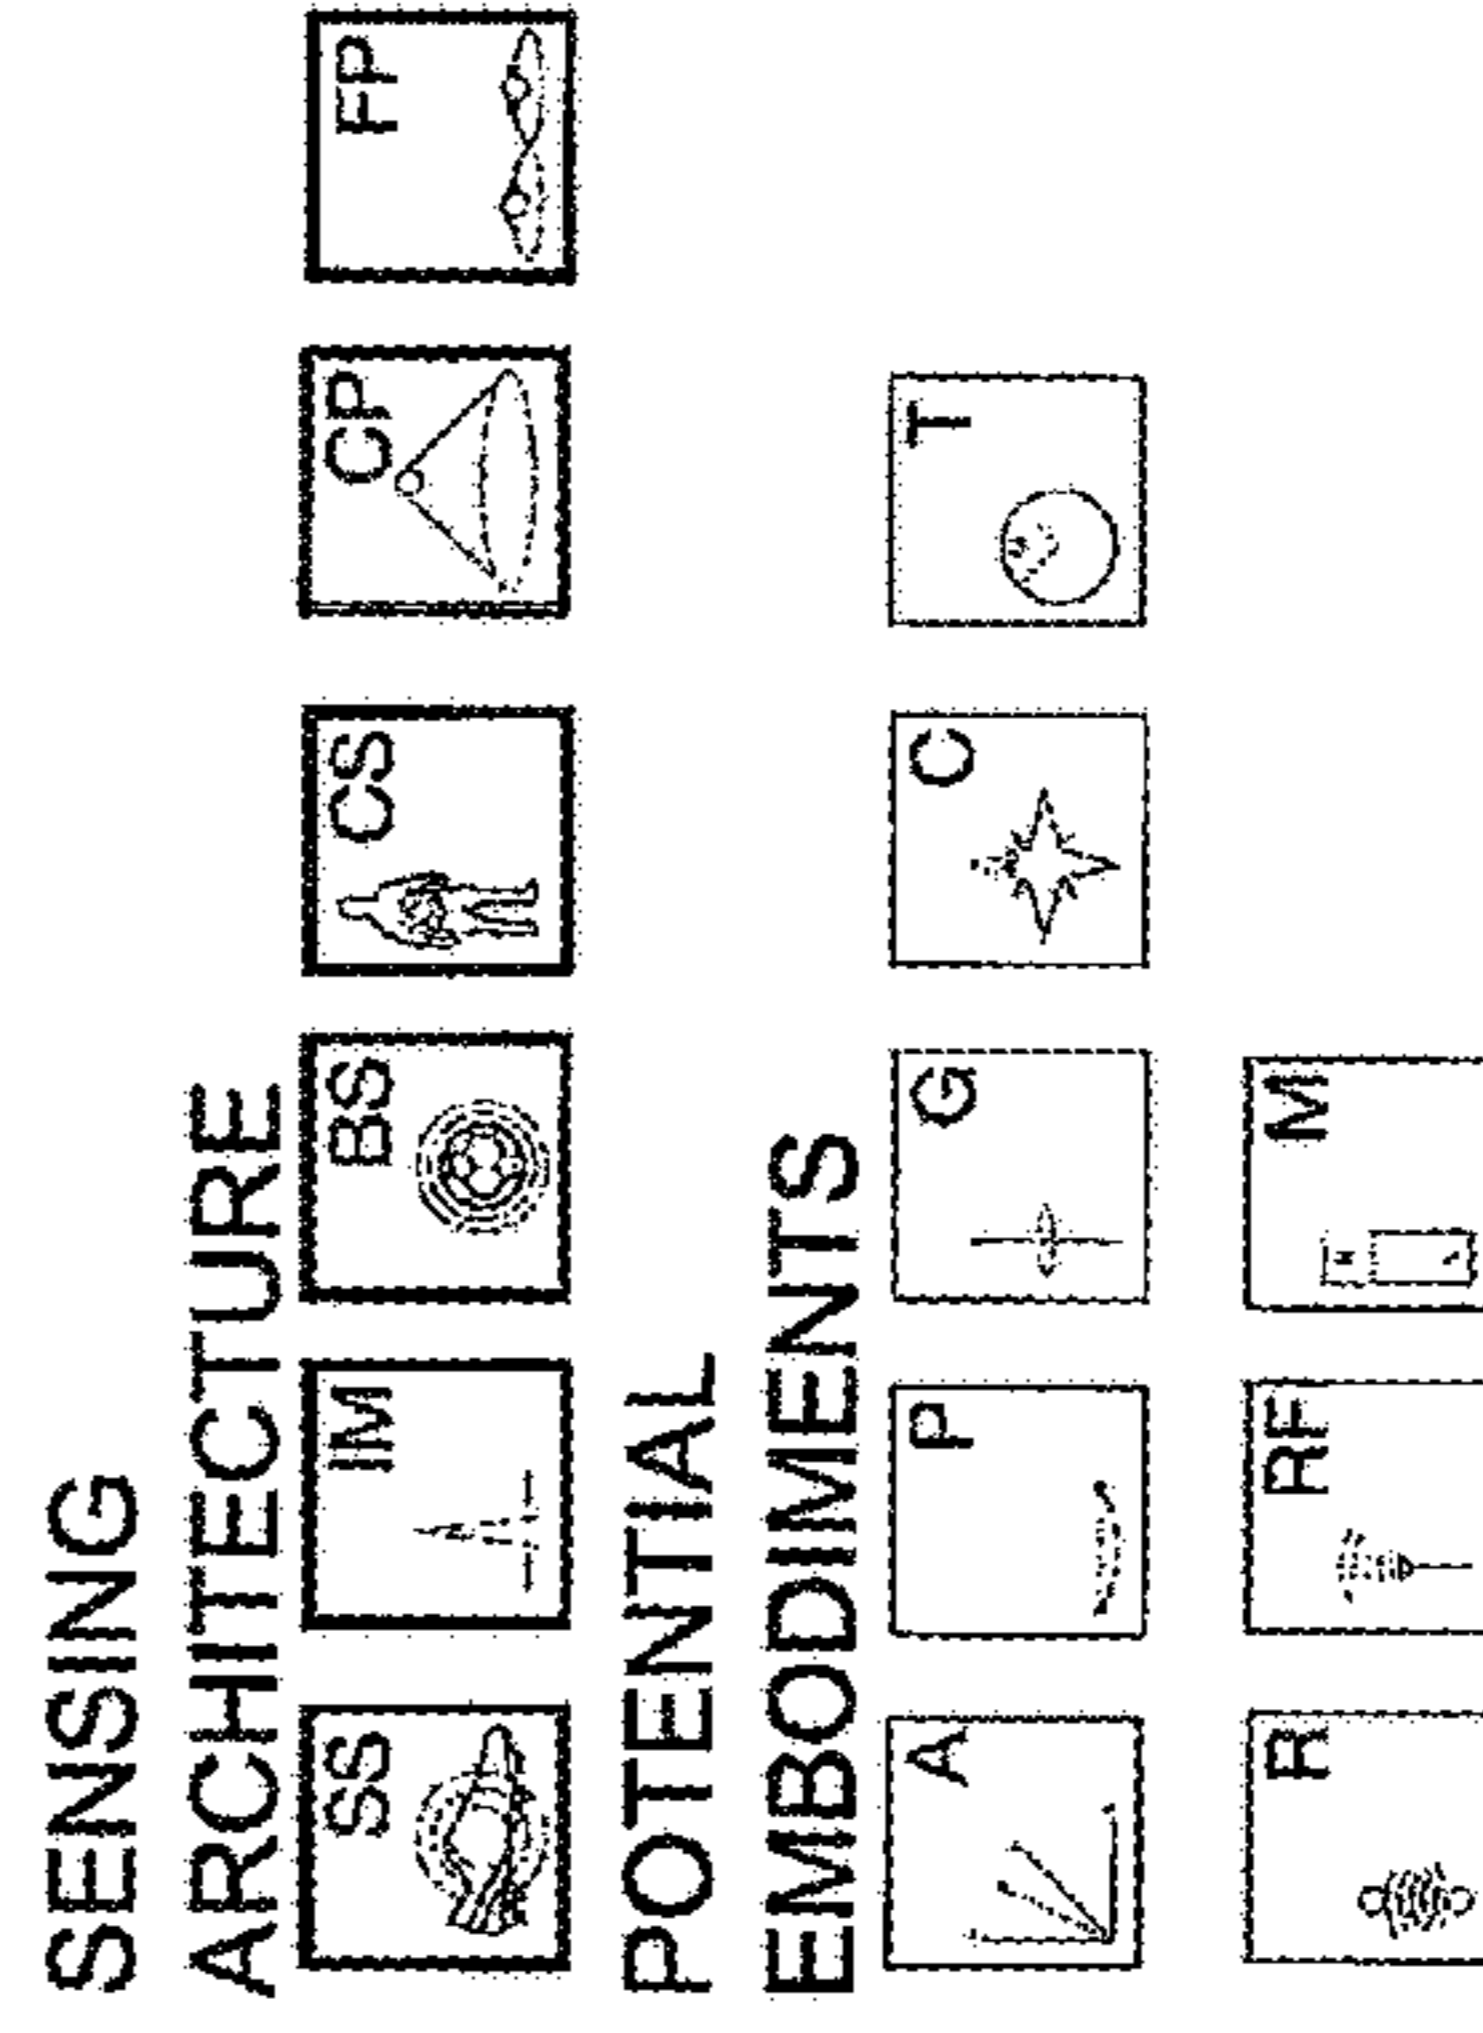 SENSING
ARCHITECTURE
SS IM BS CS CP FP
POTENTIAL
EMBODIMENTS
A P G C T
R RF M